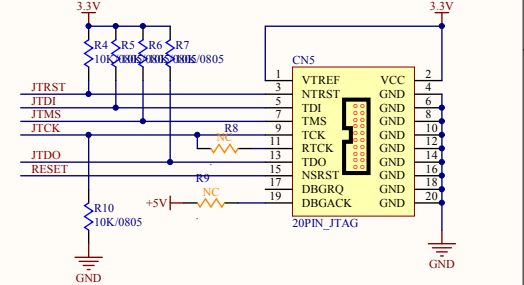 3.3V 3.3V
R4 R5 R6 R7
10K/0805
CN5
1 VTREF VCC 2
JTRST 3 NTRST GND 4
JTDI 5 TDI GND 6
JTMS 7 TMS GND 8
JTCK R8 9 TCK GND 10
NC 11 RTCK GND 12
JTDO 13 TDO GND 14
RESET 15 NSRST GND 16
R9 17 DBGRQ GND 18
+5V NC 19 DBGACK GND 20
R10
10K/0805
20PIN_JTAG
GND GND